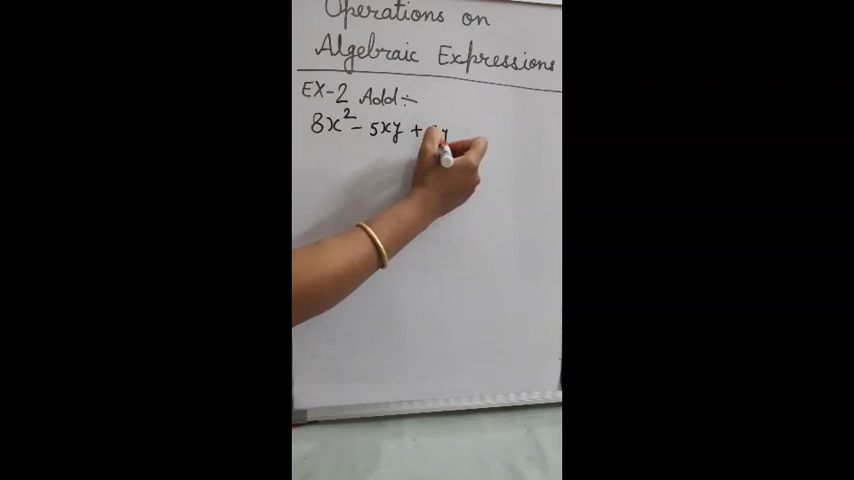 Operations on
Algebraic Expressions
EX-2 Add÷
8x² - 5xy +